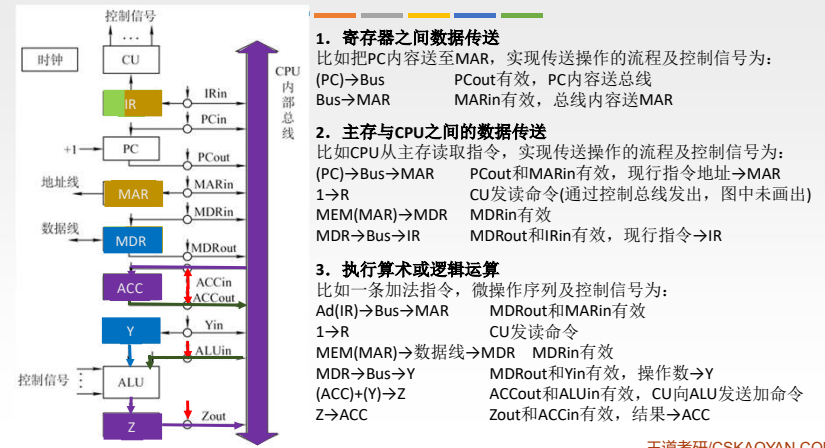 控制信号
...
时钟
CU
CPU内部总线
IR
IRin
PCin
+1
PC
PCout
地址线
MAR
MARin
MDRin
数据线
MDR
MDRout
ACC
ACCin
ACCout
Y
Yin
ALUin
控制信号
ALU
Z
Zout
1. 寄存器之间数据传送
比如把PC内容送至MAR，实现传送操作的流程及控制信号为：
(PC)→Bus PCout有效，PC内容送总线
Bus→MAR MARin有效，总线内容送MAR
2. 主存与CPU之间的数据传送
比如CPU从主存读取指令，实现传送操作的流程及控制信号为：
(PC)→Bus→MAR PCout和MARin有效，现行指令地址→MAR
1→R CU发读命令(通过控制总线发出，图中未画出)
MEM(MAR)→MDR MDRin有效
MDR→Bus→IR MDRout和IRin有效，现行指令→IR
3. 执行算术或逻辑运算
比如一条加法指令，微操作序列及控制信号为：
Ad(IR)→Bus→MAR MDRout和MARin有效
1→R CU发读命令
MEM(MAR)→数据线→MDR MDRin有效
MDR→Bus→Y MDRout和Yin有效，操作数→Y
(ACC)+(Y)→Z ACCout和ALUin有效，CU向ALU发送加命令
Z→ACC Zout和ACCin有效，结果→ACC
王道考研/CSKAOYAN.COM